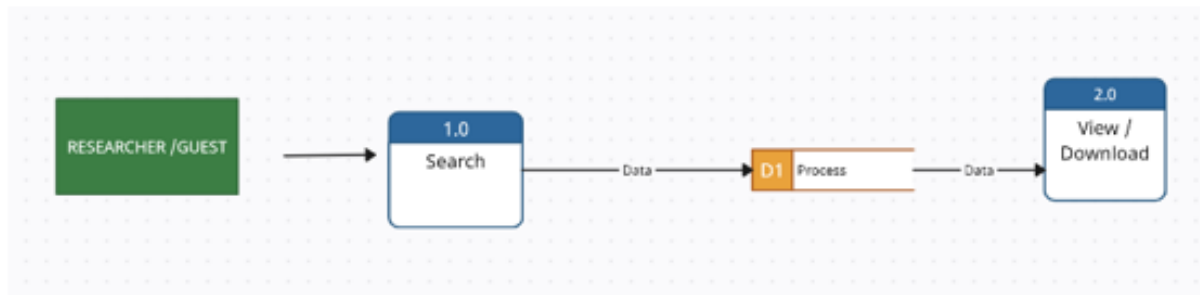 RESEARCHER /GUEST
1.0
Search
Data
D1
Process
Data
2.0
View /
Download